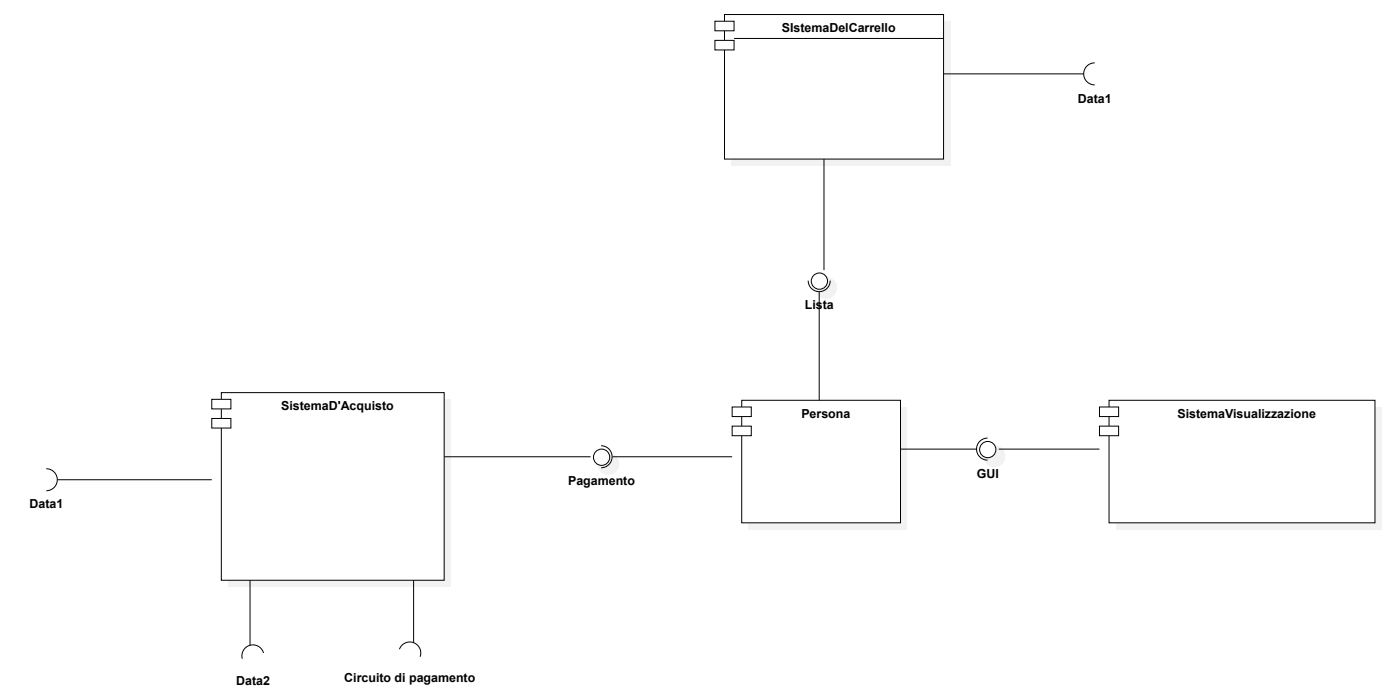 SIstemaDelCarrello
Data1
Lista
SistemaD'Acquisto
Persona
SistemaVisualizzazione
Pagamento
GUI
Data1
Data2
Circuito di pagamento